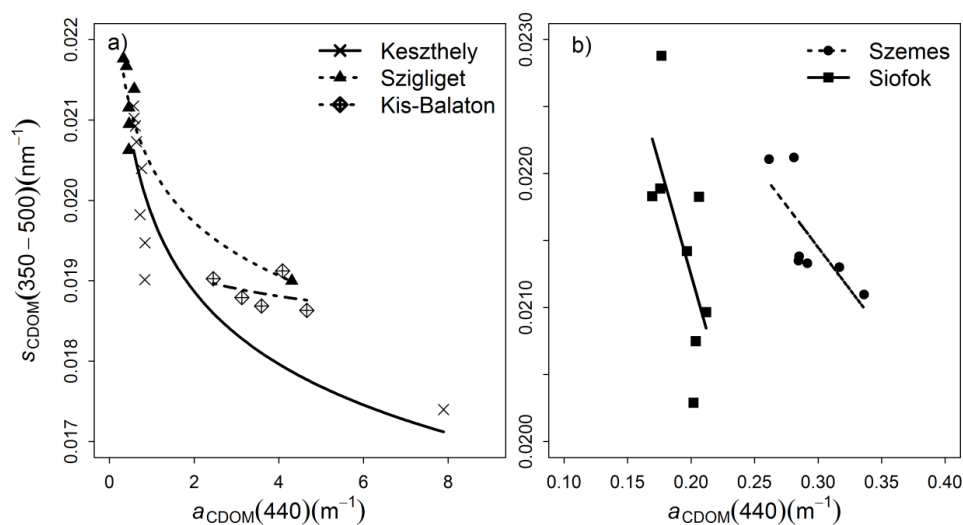 a)
Keszthely
Szigliget
Kis-Balaton
0.022
0.021
0.020
0.019
0.018
0.017
sCDOM(350 – 500)(nm⁻¹)
0 2 4 6 8
aCDOM(440)(m⁻¹)
b)
Szemes
Siofok
0.0230
0.0220
0.0210
0.0200
0.10 0.15 0.20 0.25 0.30 0.35 0.40
aCDOM(440)(m⁻¹)